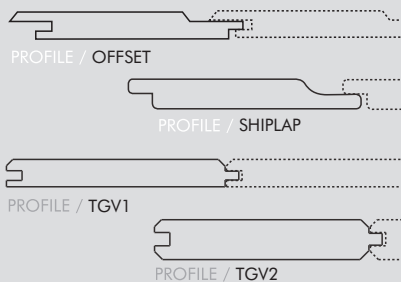 PROFILE / OFFSET
PROFILE / SHIPLAP
PROFILE / TGV1
PROFILE / TGV2